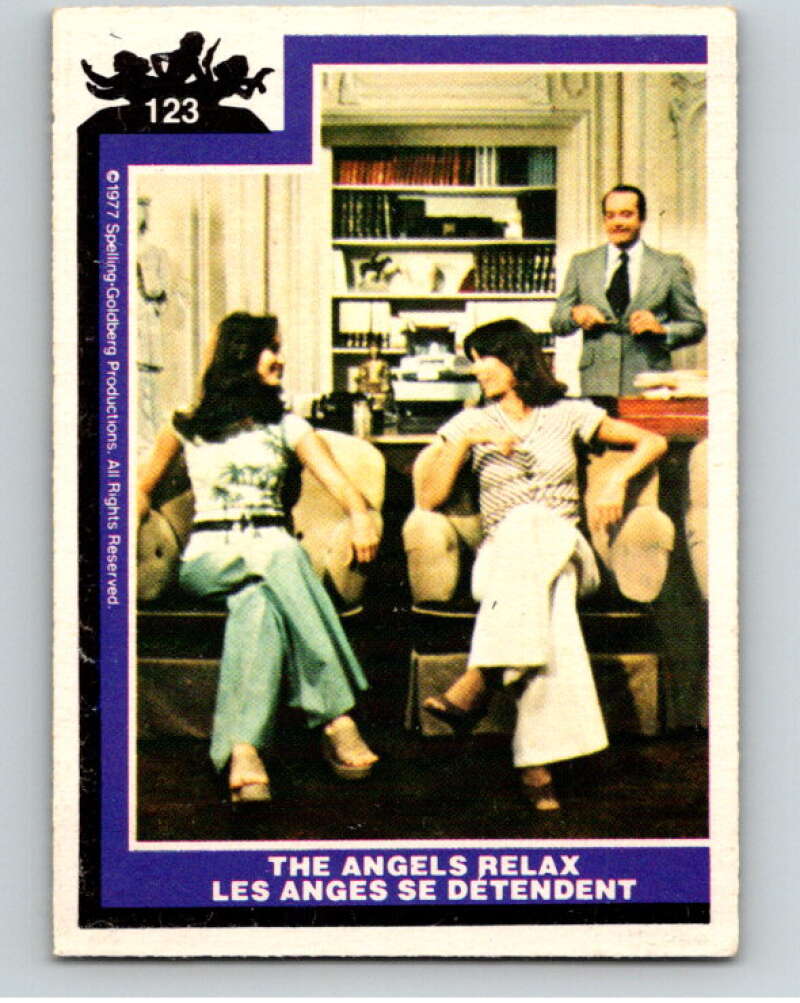 123
©1977 Spelling-Goldberg Productions, All Rights Reserved.
THE ANGELS RELAX
LES ANGES SE DÉTENDENT